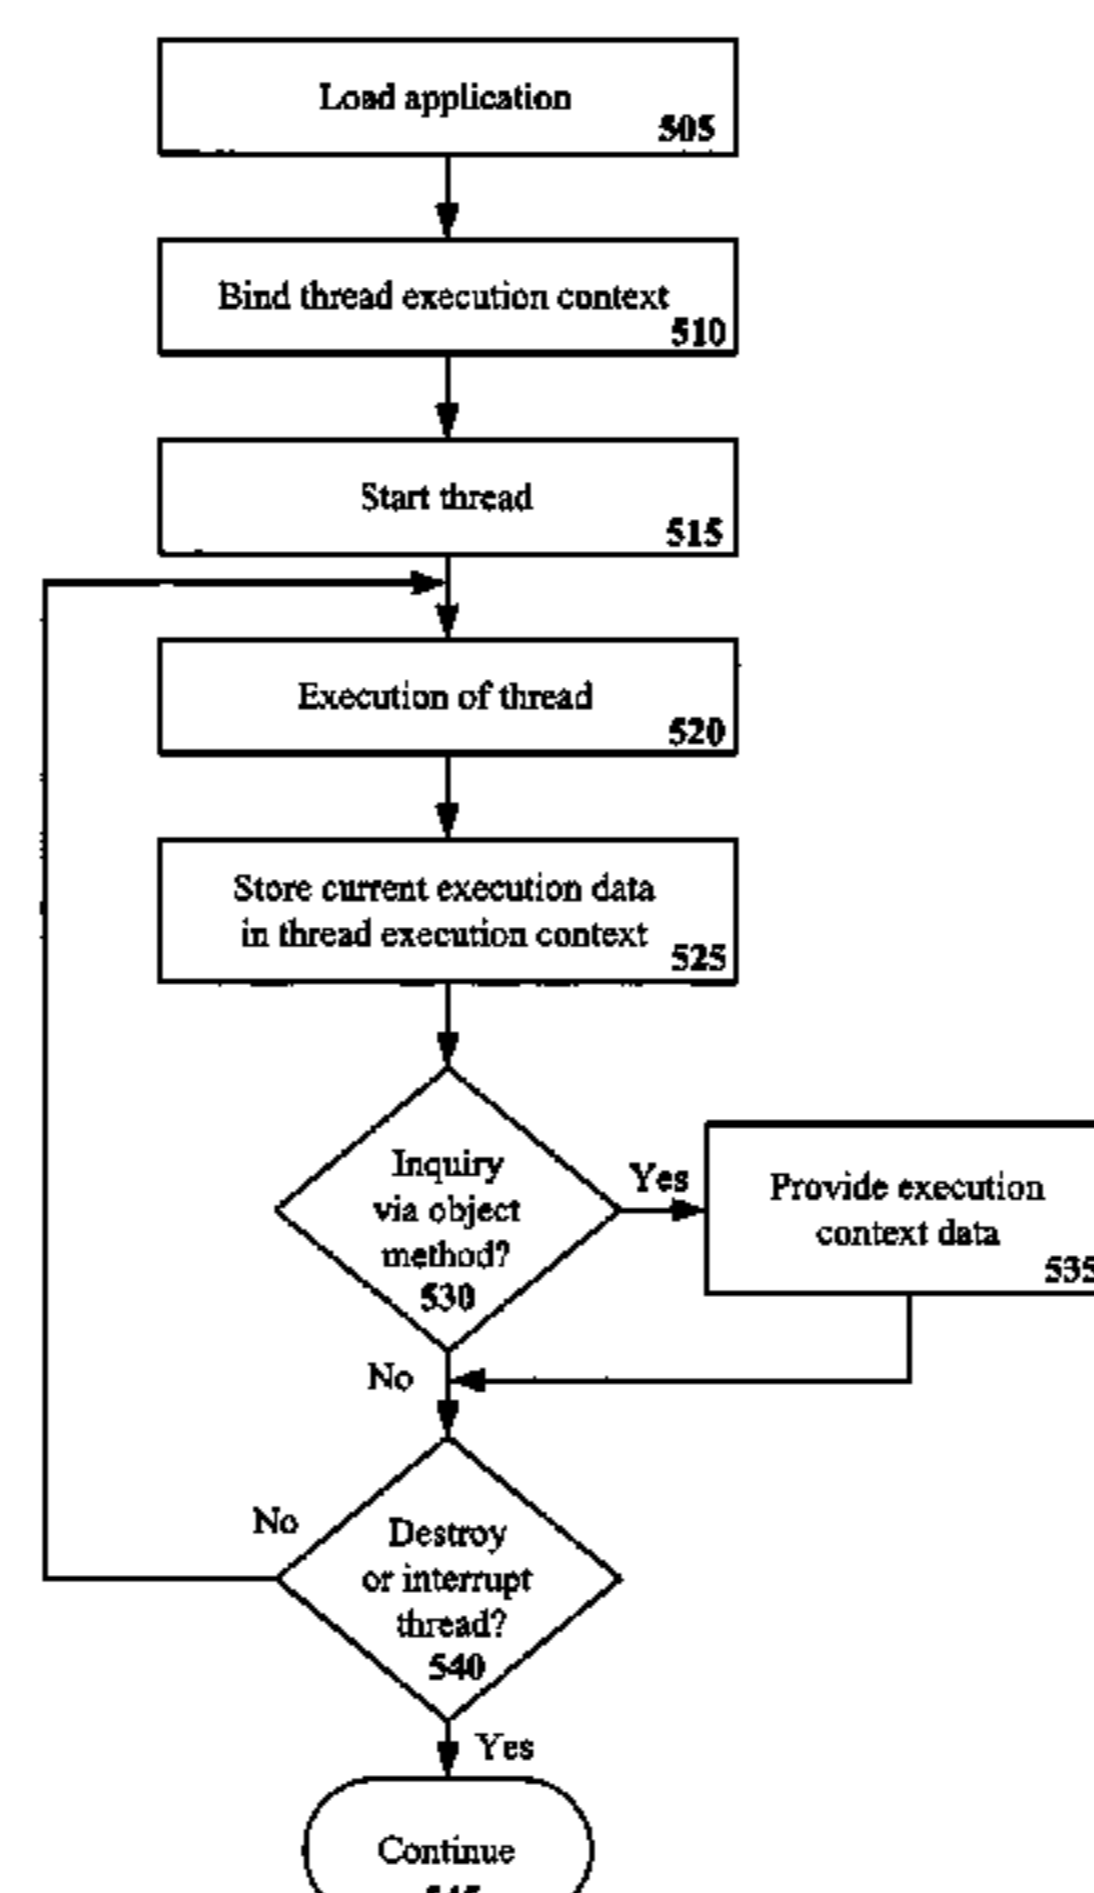 Load application
505
Bind thread execution context
510
Start thread
515
Execution of thread
520
Store current execution data
in thread execution context
525
Inquiry
via object
method?
530
Yes
Provide execution
context data
535
No
No
Destroy
or interrupt
thread?
540
Yes
Continue